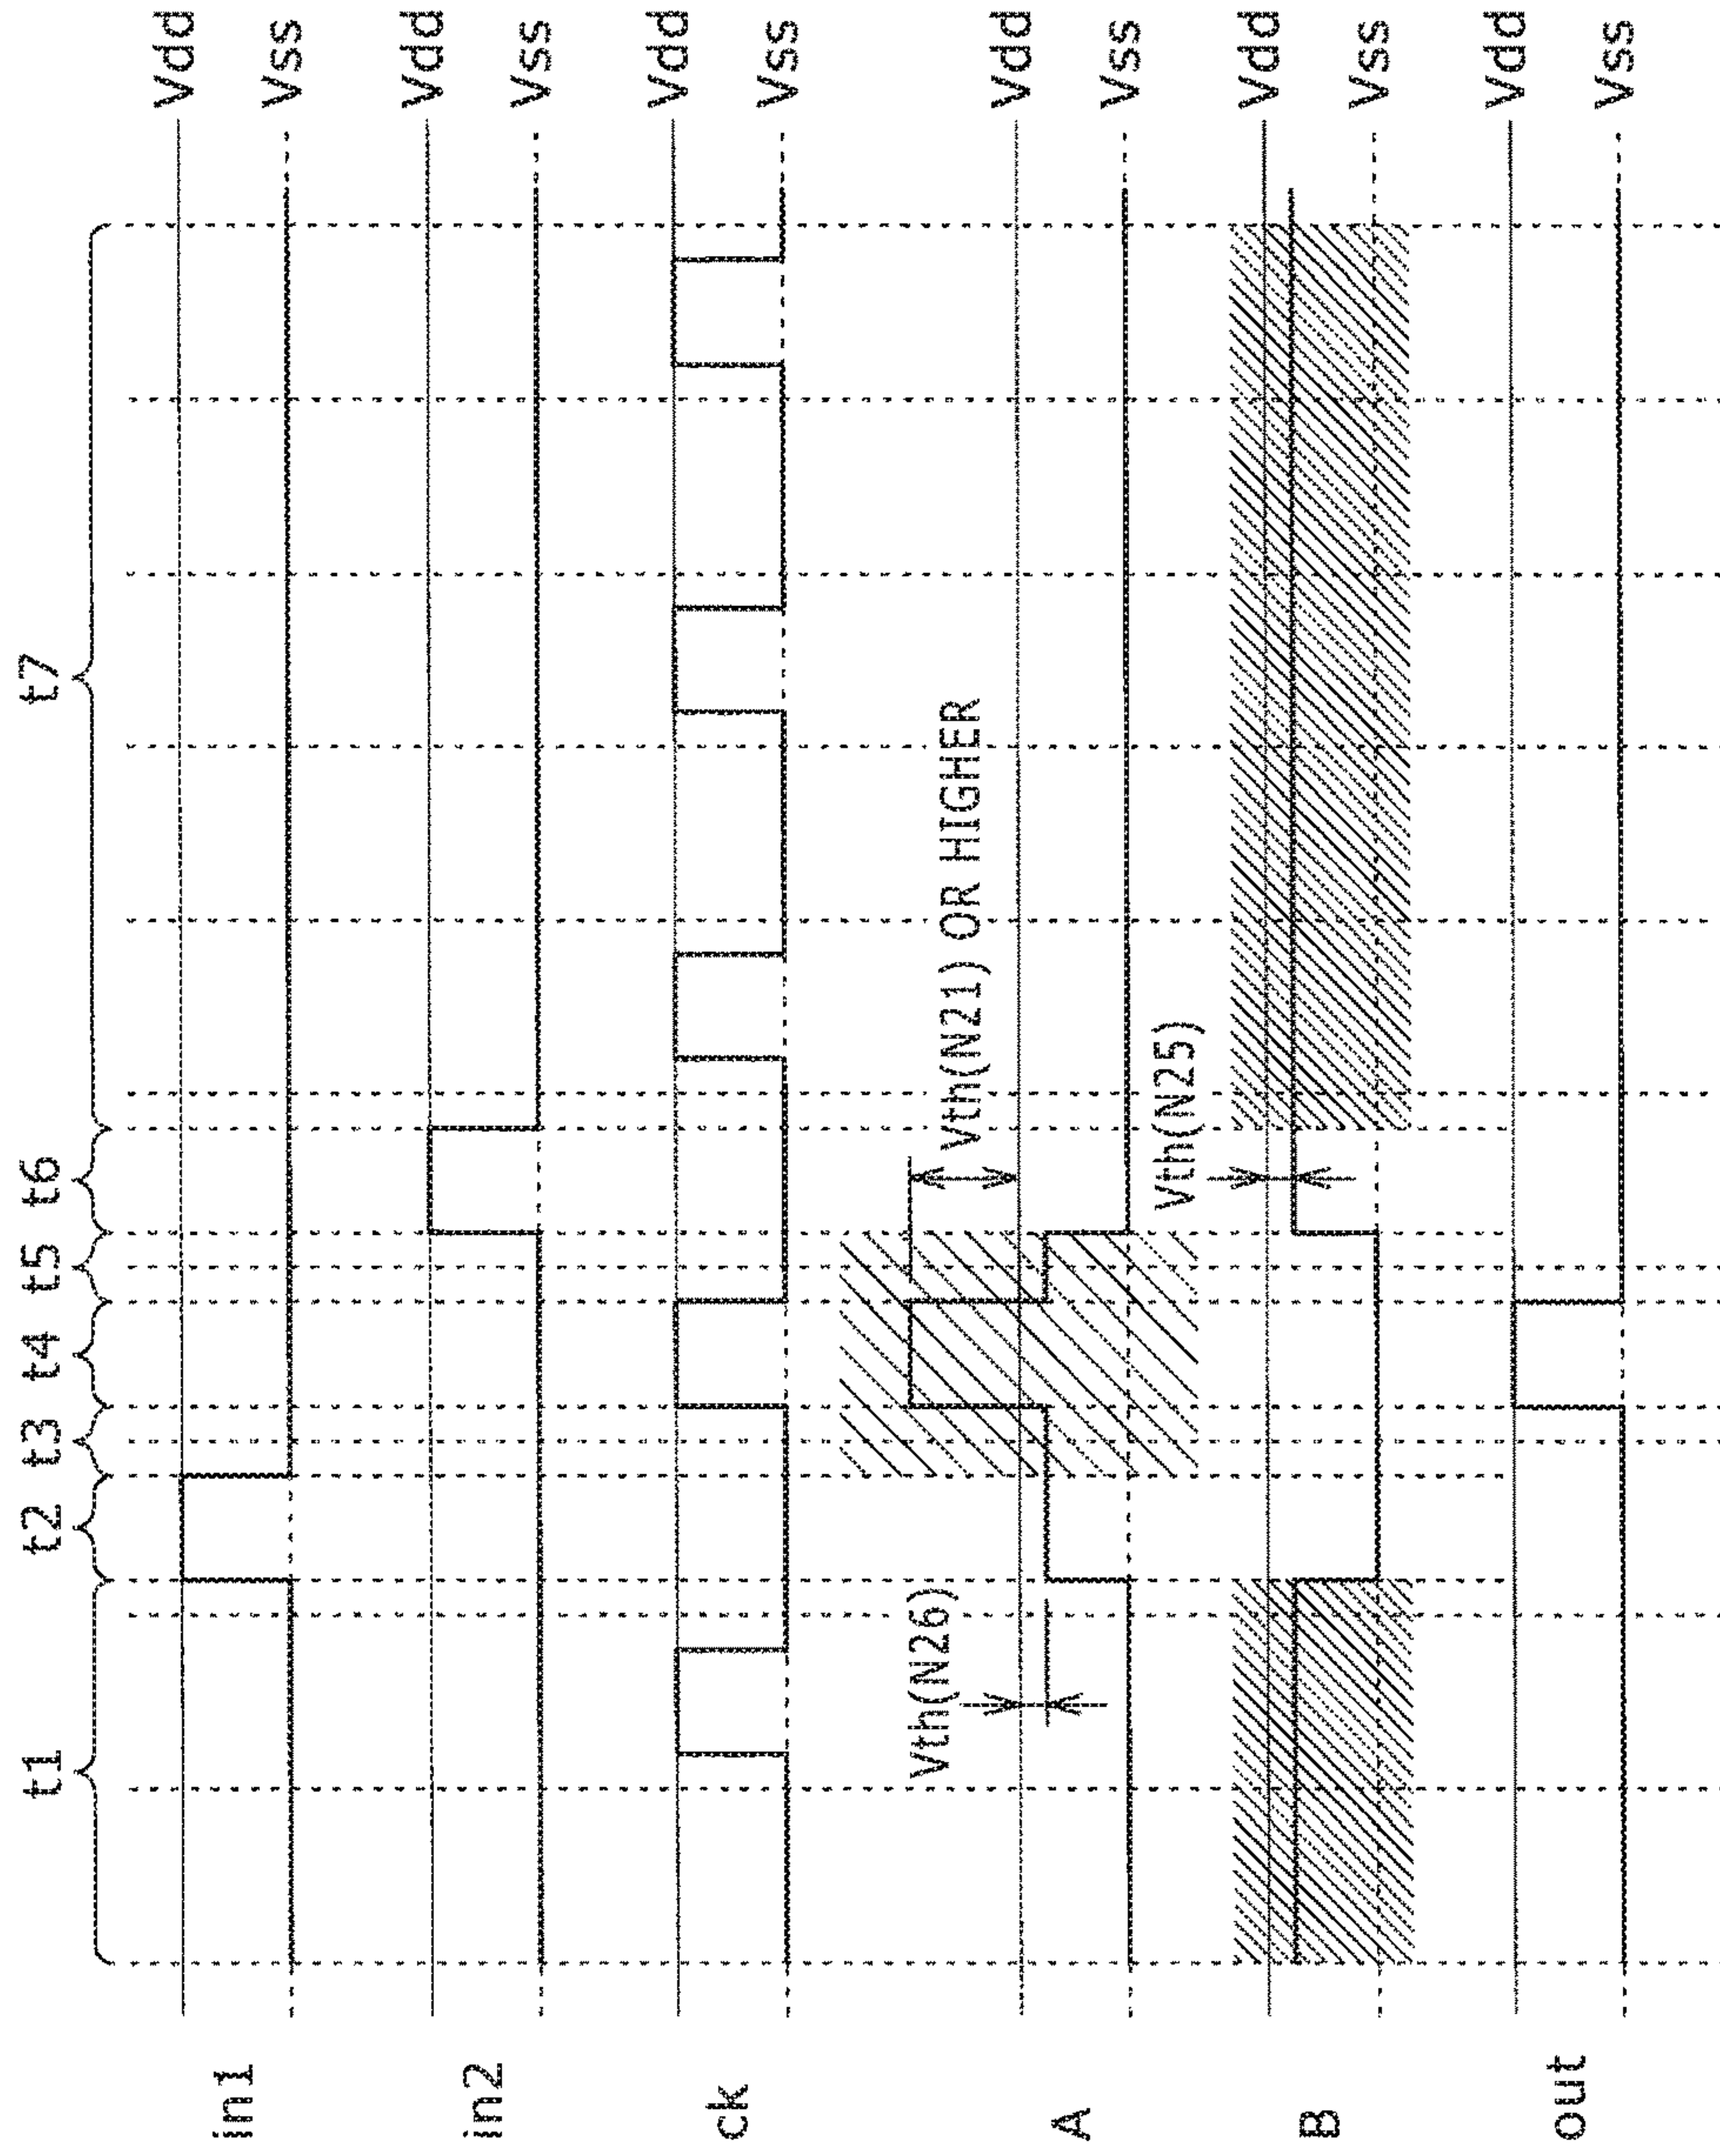 t1 t2 t3 t4 t5 t6 t7
in1
Vdd
Vss
in2
Vdd
Vss
ck
Vdd
Vss
Vth(N21) OR HIGHER
Vth(N26)
A
Vdd
Vss
Vth(N25)
B
Vdd
Vss
out
Vdd
Vss